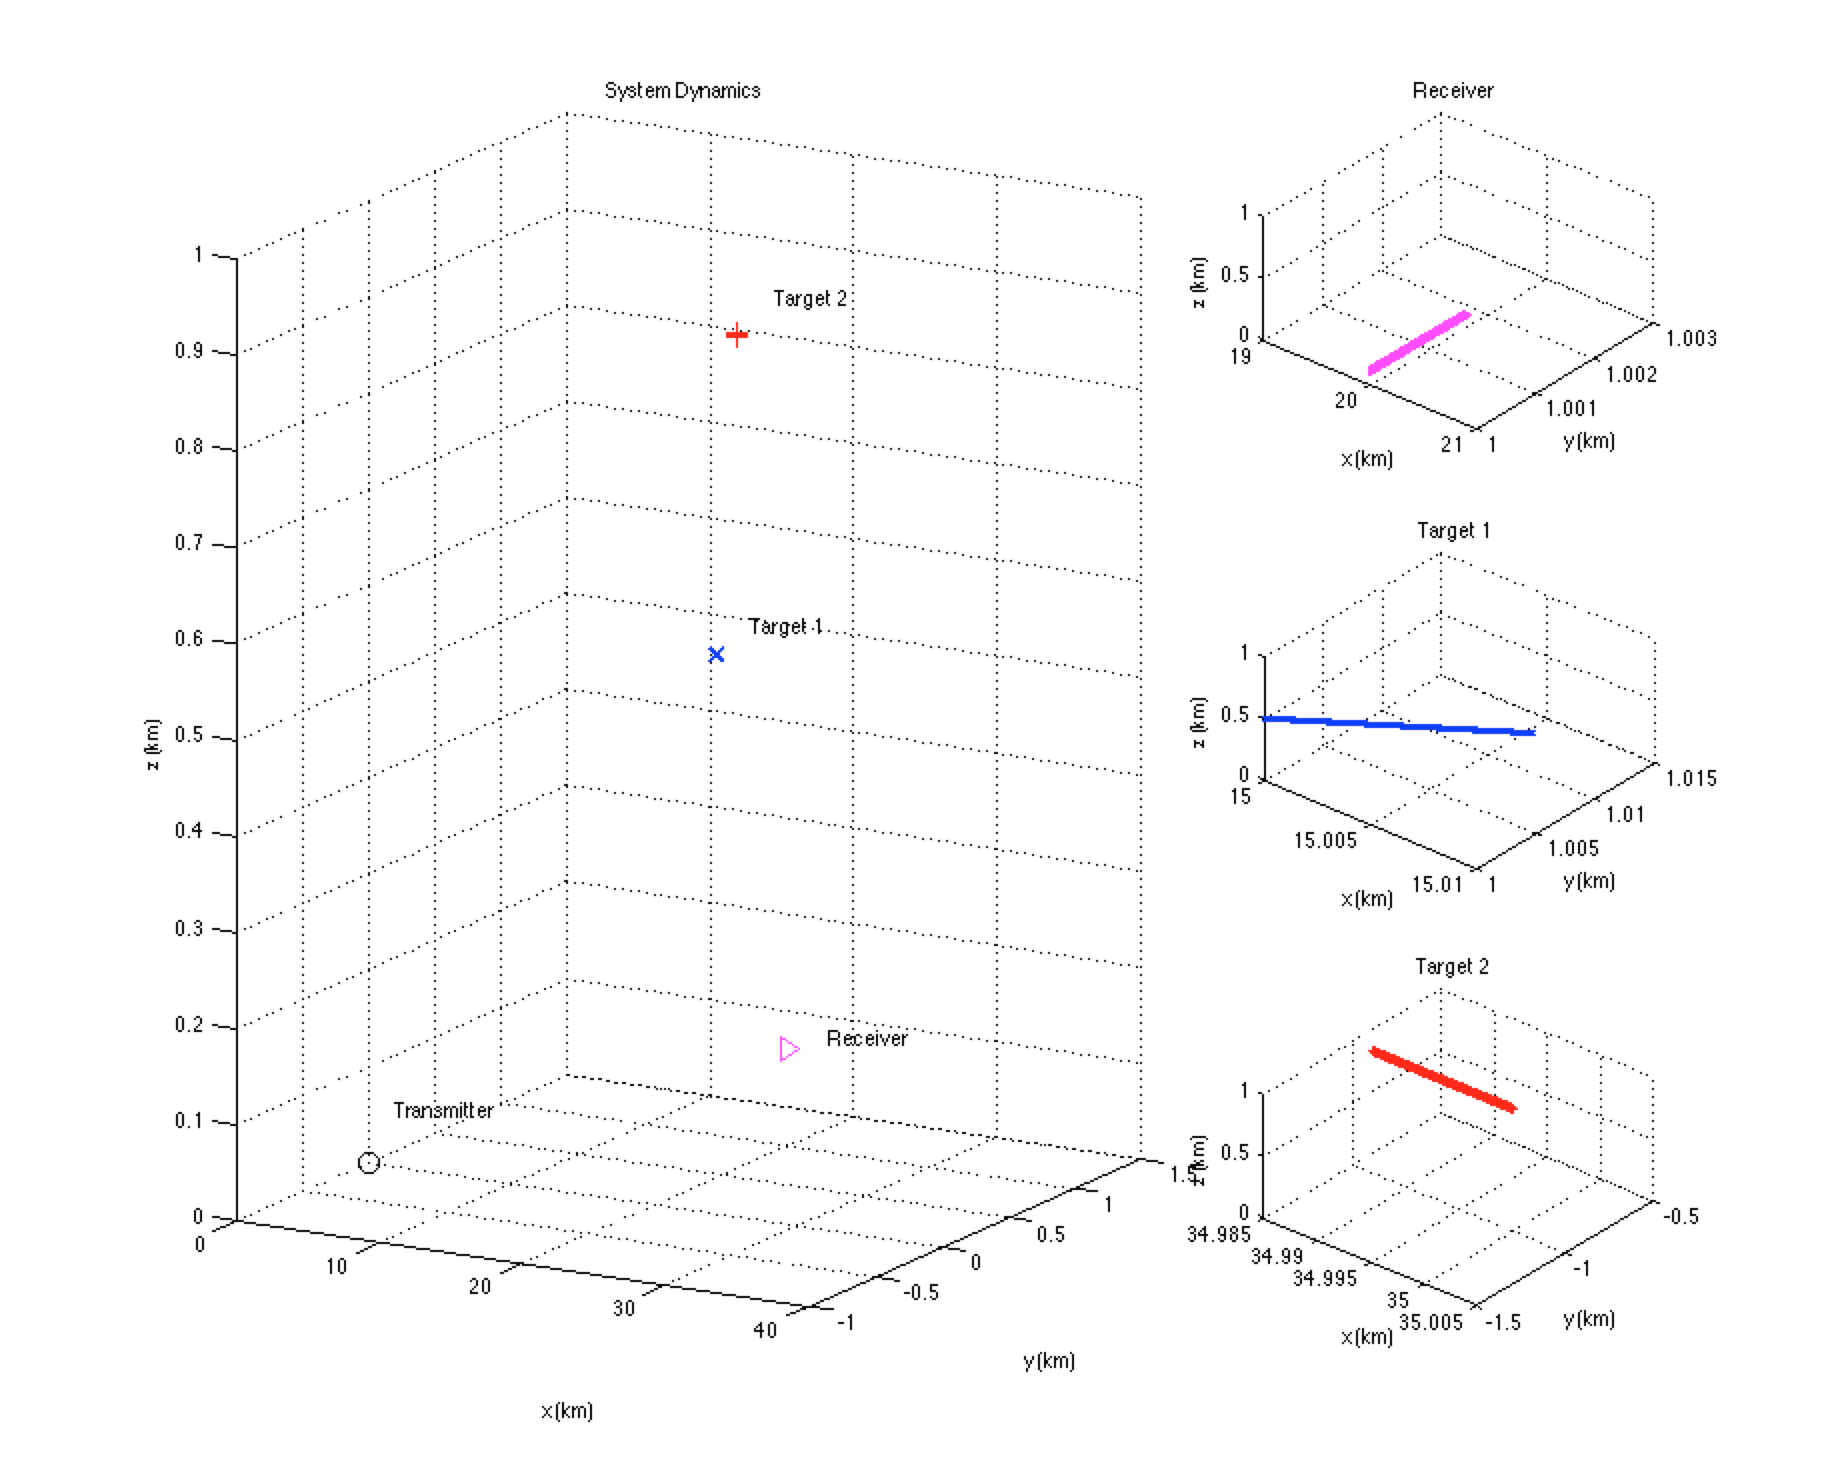 System Dynamics
1
0.9
0.8
0.7
0.6
0.5
0.4
0.3
0.2
0.1
0
z (km)
Target 2
Target 1
Receiver
Transmitter
0
10
20
30
40
x(km)
-1
-0.5
0
0.5
1
1.5
y(km)
Receiver
1
0.5
0
z (km)
19
20
21
x(km)
1
1.001
1.002
1.003
y(km)
Target 1
1
0.5
0
z (km)
15
15.005
15.01
x(km)
1
1.005
1.01
1.015
y(km)
Target 2
1
0.5
0
z (km)
34.985
34.99
34.995
35
35.005
x(km)
-1.5
-1
-0.5
y(km)